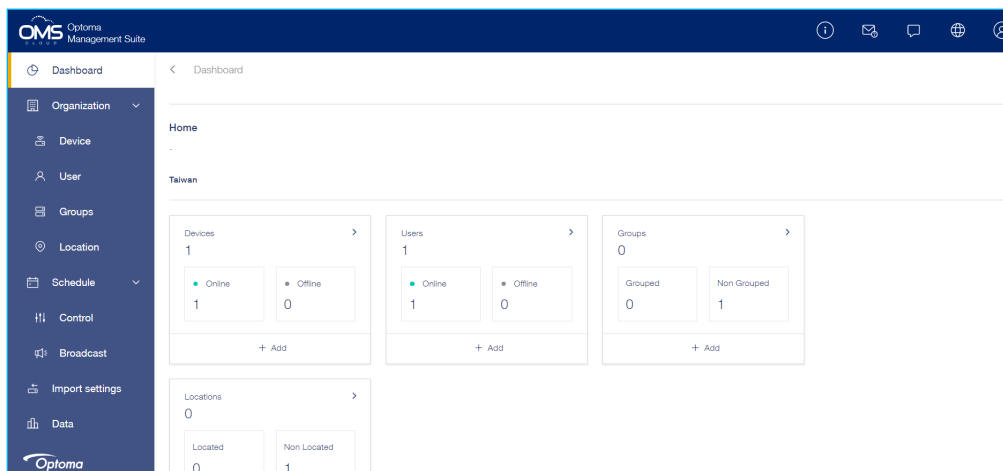 OMS
CLOUD
Optoma
Management Suite
Dashboard
Organization
Device
User
Groups
Location
Schedule
Control
Broadcast
Import settings
Data
Optoma
< Dashboard
Home
-
Taiwan
Devices >
1
Online
1
Offline
0
+ Add
Users >
1
Online
1
Offline
0
+ Add
Groups >
0
Grouped
0
Non Grouped
1
+ Add
Locations >
0
Located
0
Non Located
1